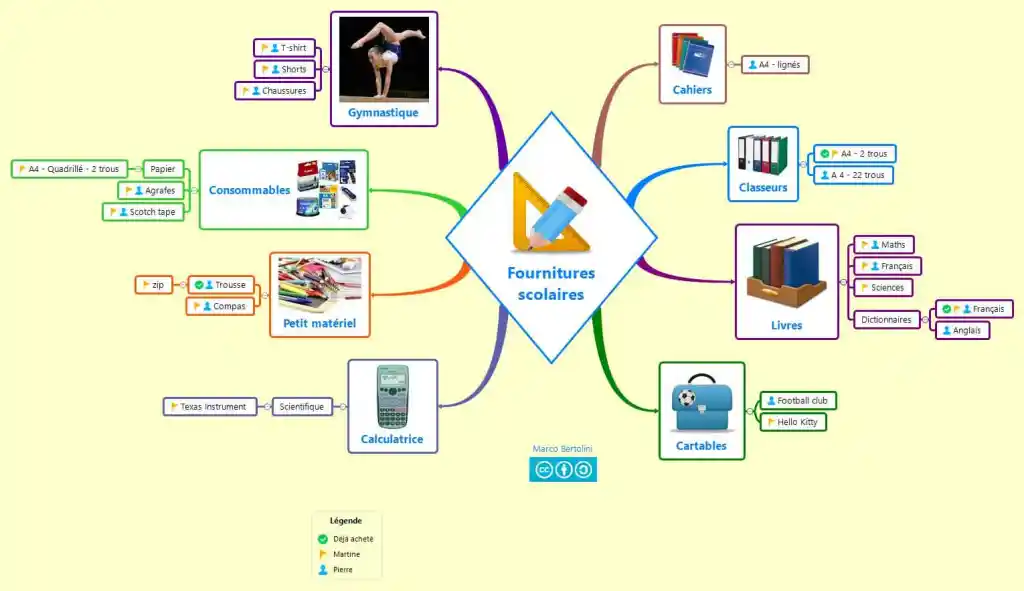 Fournitures
scolaires
Cahiers
A4 - lignés
Classeurs
A4 - 2 trous
A 4 - 22 trous
Livres
Maths
Français
Sciences
Dictionnaires
Français
Anglais
Cartables
Football club
Hello Kitty
Calculatrice
Scientifique
Texas Instrument
Petit matériel
Trousse
zip
Compas
Consommables
Papier
A4 - Quadrillé - 2 trous
Agrafes
Scotch tape
Gymnastique
T-shirt
Shorts
Chaussures
Marco Bertolini
cc
Légende
Déjà acheté
Martine
Pierre